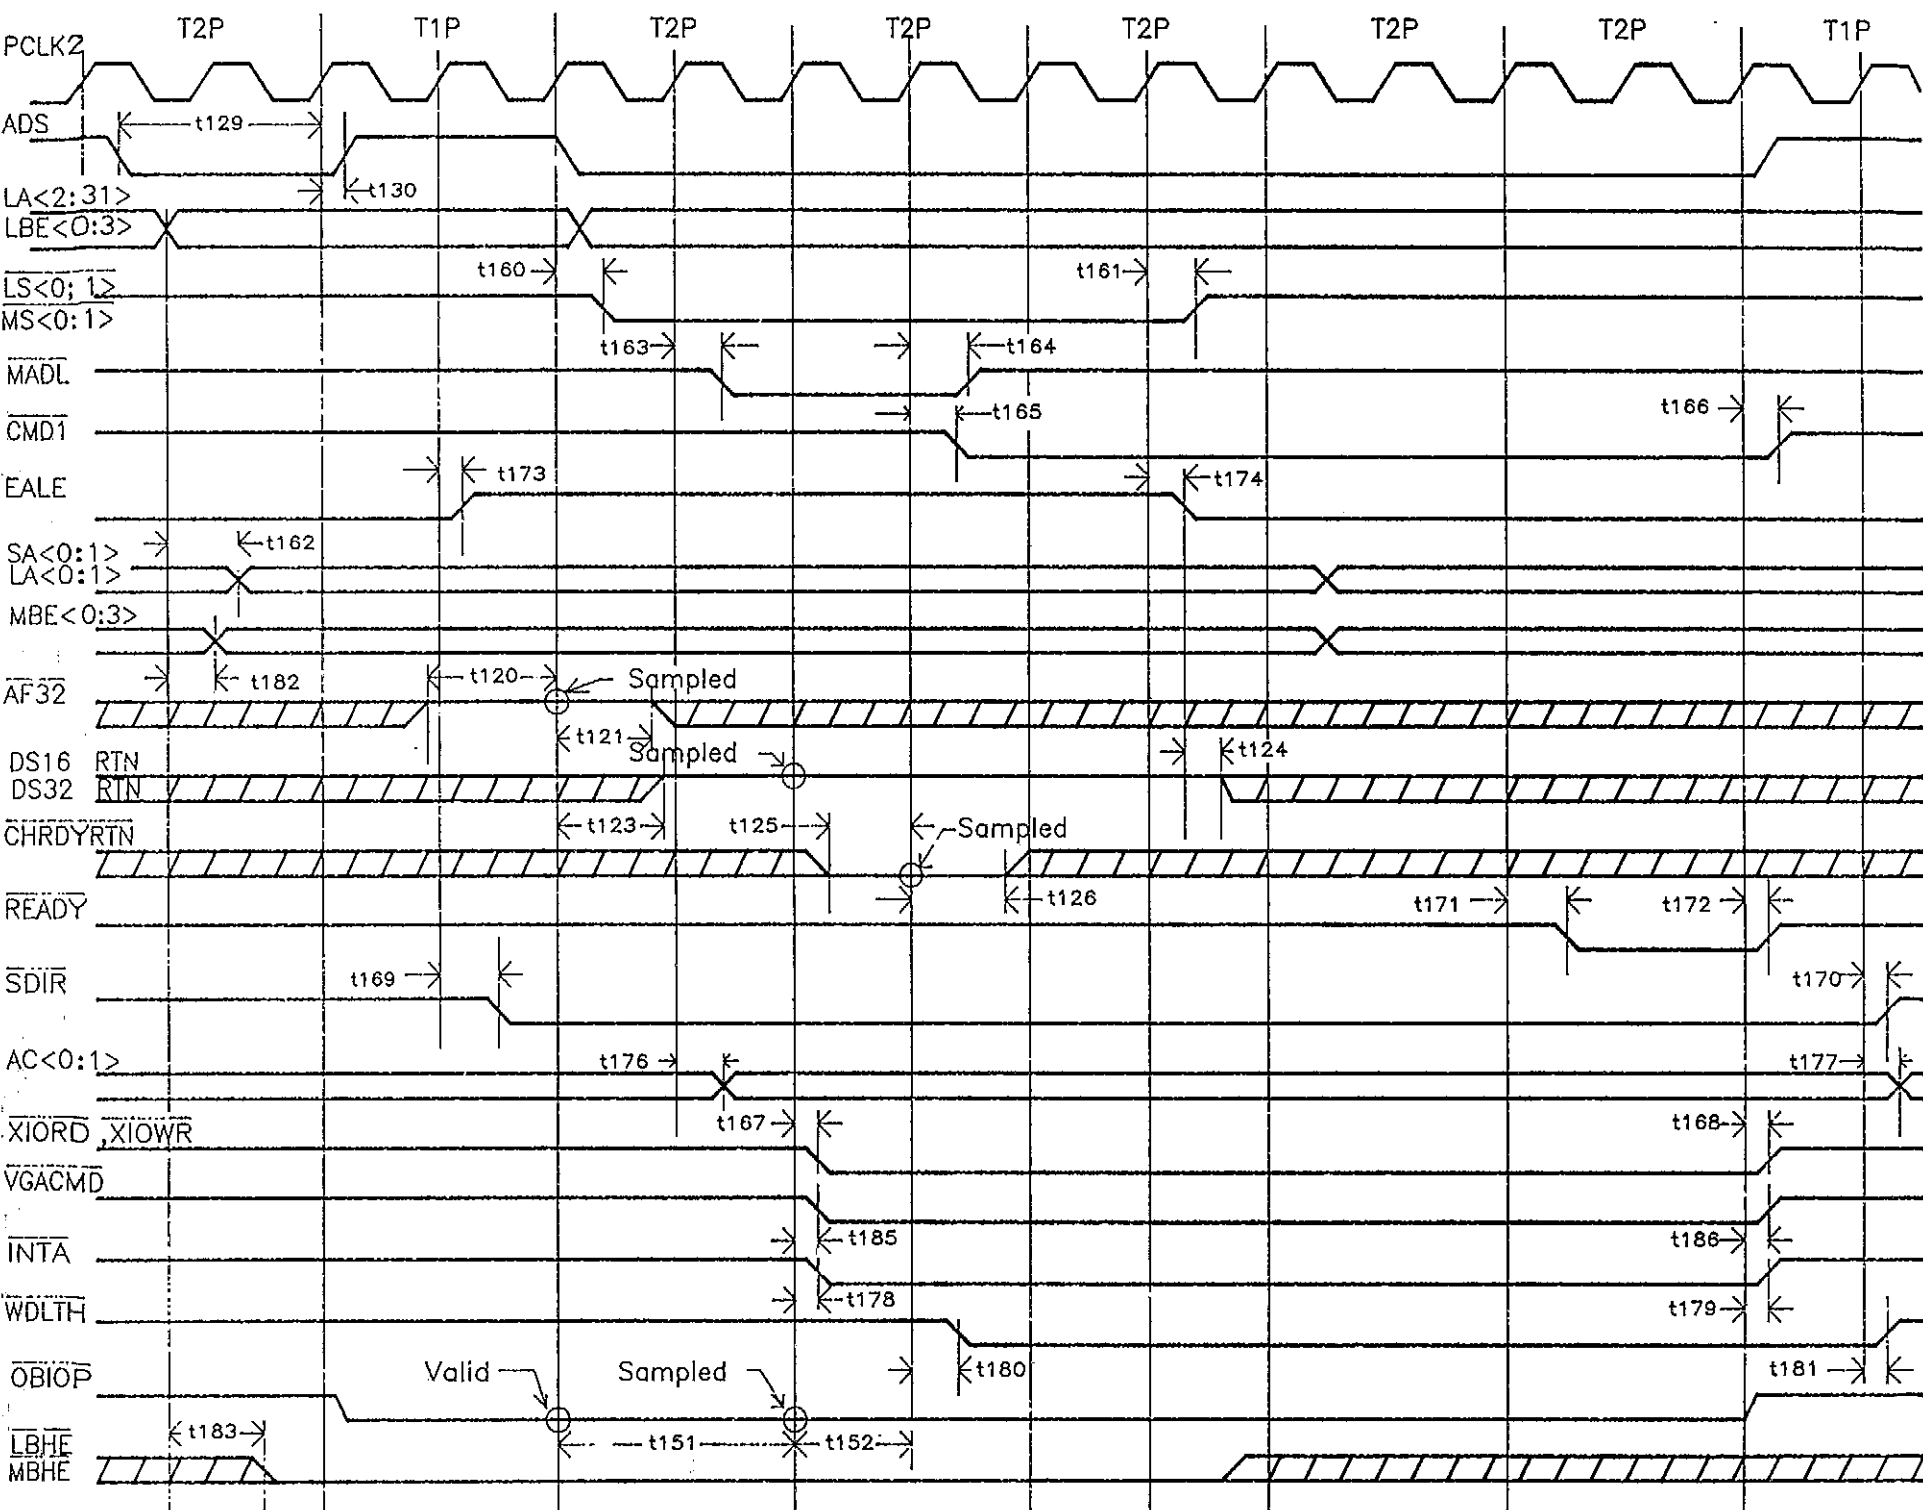 T2P T1P T2P T2P T2P T2P T2P T1P
PCLK2
ADS
t129
t130
LA<2:31>
LBE<0:3>
t160 t161
LS<0; 1>
MS<0:1>
t163 t164
MADL
t165 t166
CMD1
t173 t174
EALE
t162
SA<0:1>
LA<0:1>
MBE<0:3>
t182 t120 Sampled
AF32
t121 Sampled t124
DS16 RTN
DS32 RTN
t123 t125 Sampled
CHRDYRTN
t126 t171 t172
READY
t169 t170
SDIR
t176 t177
AC<0:1>
t167 t168
XIORD ,XIOWR
VGACMD
t185 t186
INTA
t178 t179
WDLTH
Valid Sampled t180 t181
OBIOP
t183 t151 t152
LBHE
MBHE